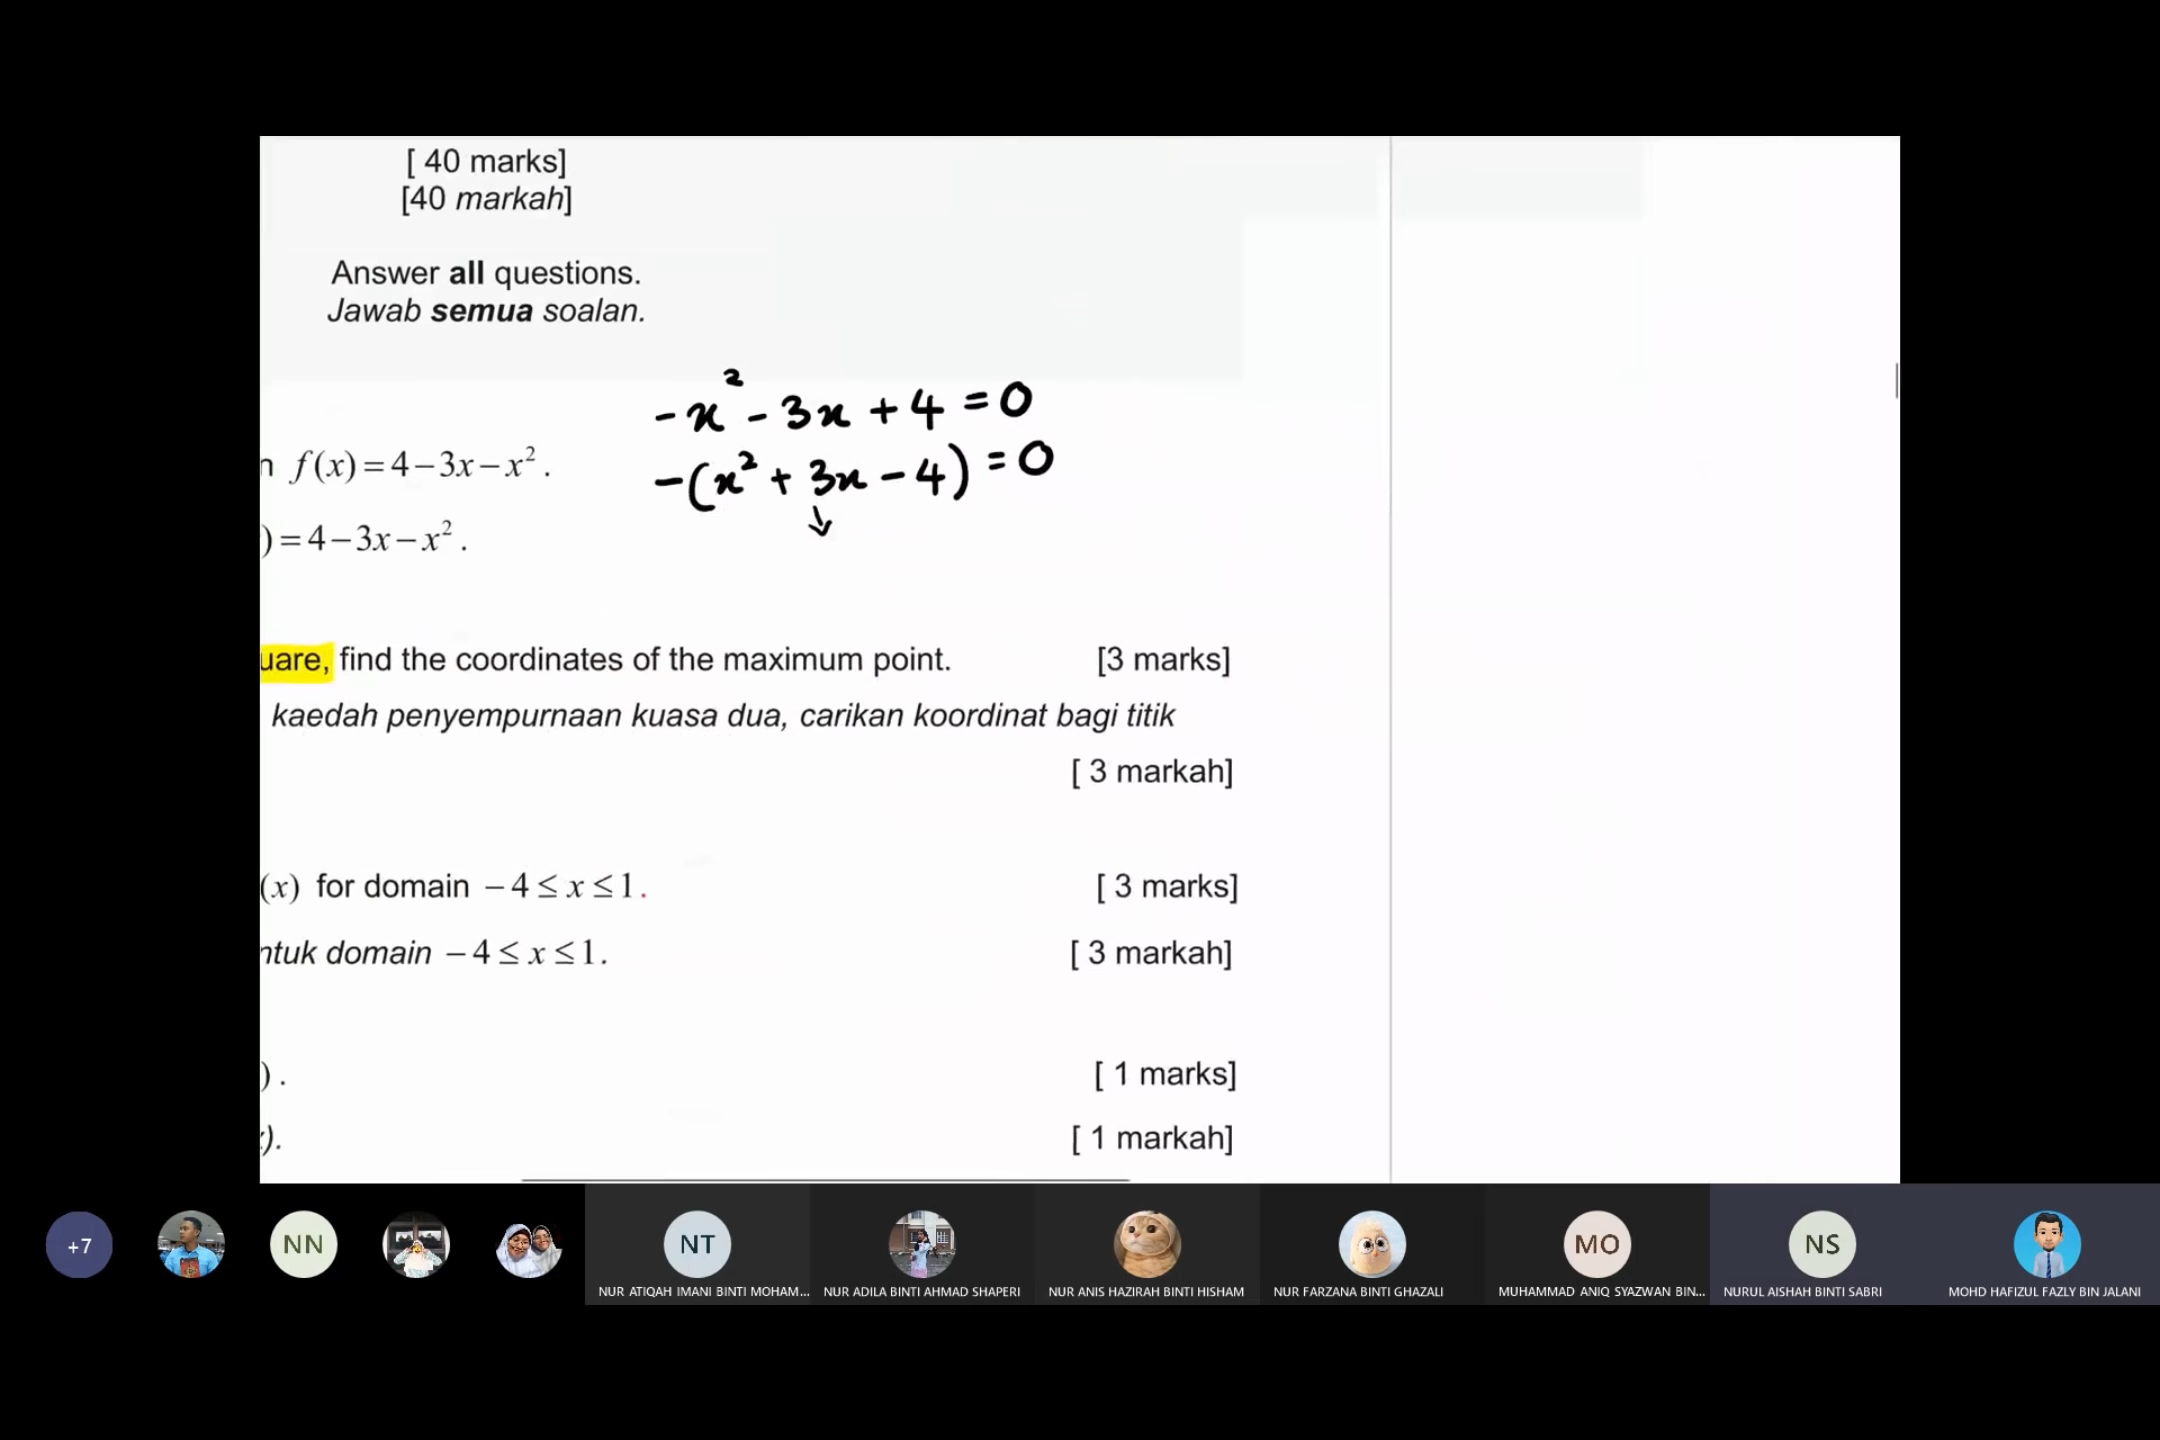 [ 40 marks]
[40 markah]
Answer all questions.
Jawab semua soalan.
-x² - 3x + 4 = 0
n f(x) = 4 – 3x – x² .
-(x² + 3x - 4) = 0
↓
) = 4 – 3x – x² .
uare, find the coordinates of the maximum point. [3 marks]
kaedah penyempurnaan kuasa dua, carikan koordinat bagi titik
[ 3 markah]
(x) for domain – 4 ≤ x ≤ 1. [ 3 marks]
ntuk domain – 4 ≤ x ≤ 1. [ 3 markah]
) . [ 1 marks]
). [ 1 markah]
+7
NN
NT
MO
NS
NUR ATIQAH IMANI BINTI MOHAM...
NUR ADILA BINTI AHMAD SHAPERI
NUR ANIS HAZIRAH BINTI HISHAM
NUR FARZANA BINTI GHAZALI
MUHAMMAD ANIQ SYAZWAN BIN...
NURUL AISHAH BINTI SABRI
MOHD HAFIZUL FAZLY BIN JALANI